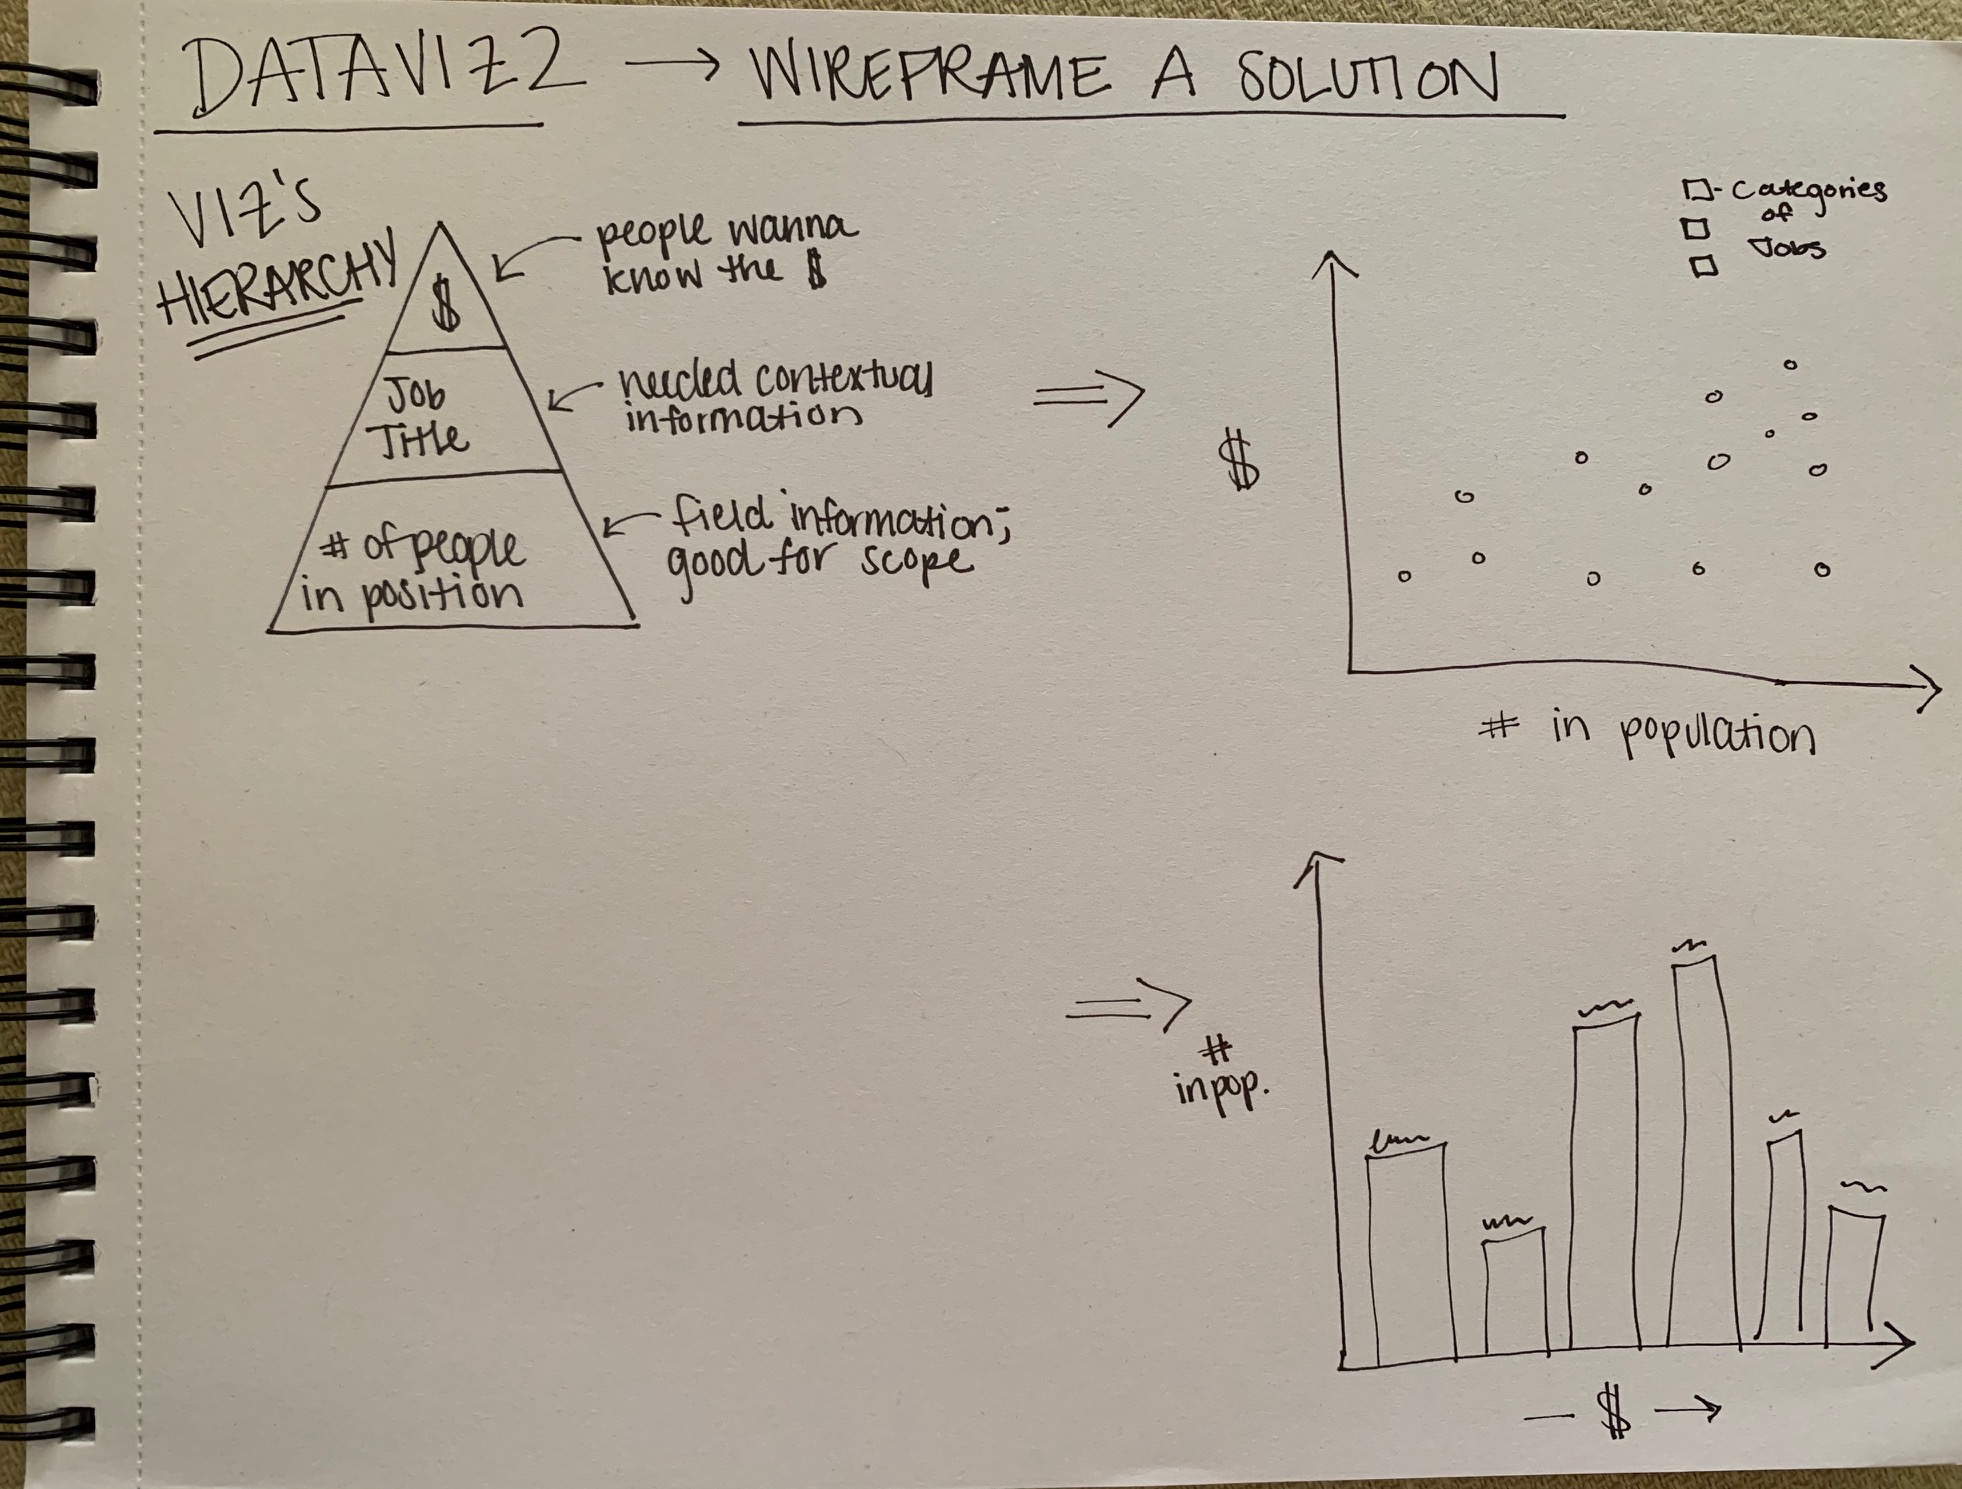 DATAVIZ2 → WIREFRAME A SOLUTION
VIZ's
HIERARCHY
$
people wanna
know the $
Job
Title
needed contextual
information
# of people
in position
field information;
good for scope
- Categories
of
Jobs
$
# in population
#
in pop.
— $ →